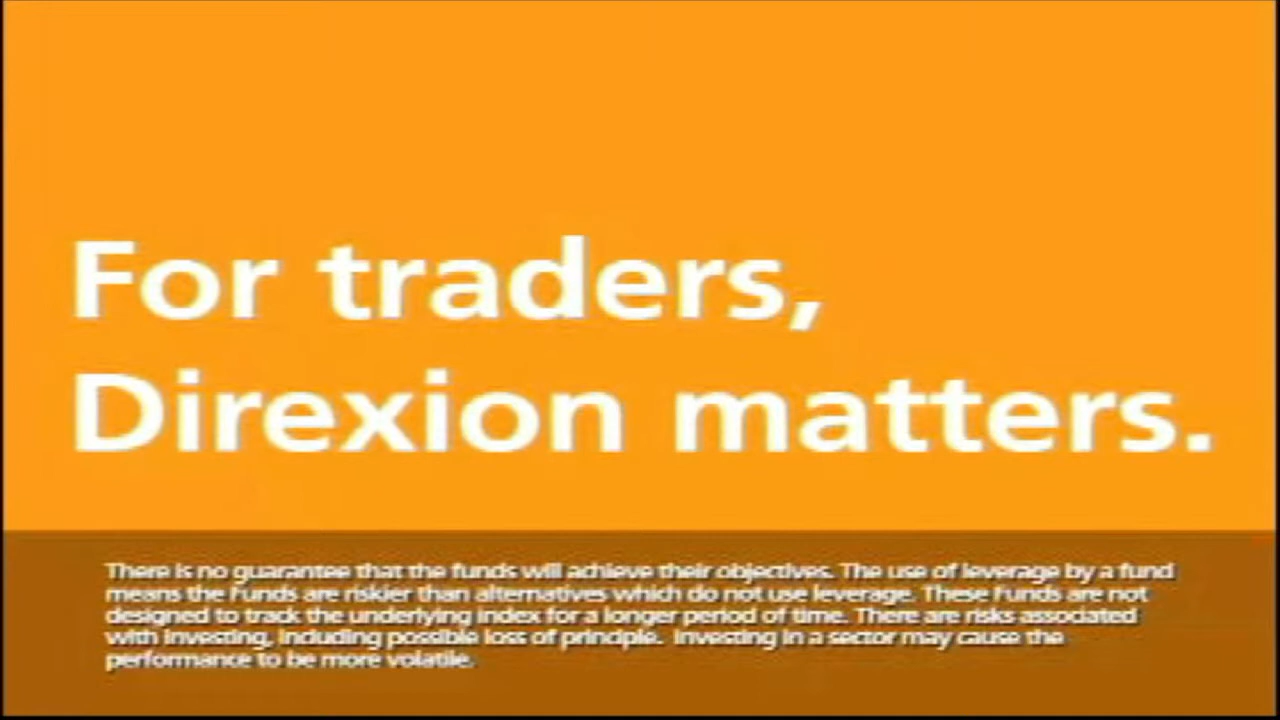 For traders,
Direxion matters.
There is no guarantee that the funds will achieve their objectives. The use of leverage by a fund
means the Funds are riskier than alternatives which do not use leverage. These Funds are not
designed to track the underlying index for a longer period of time. There are risks associated
with investing, including possible loss of principle. Investing in a sector may cause the
performance to be more volatile.